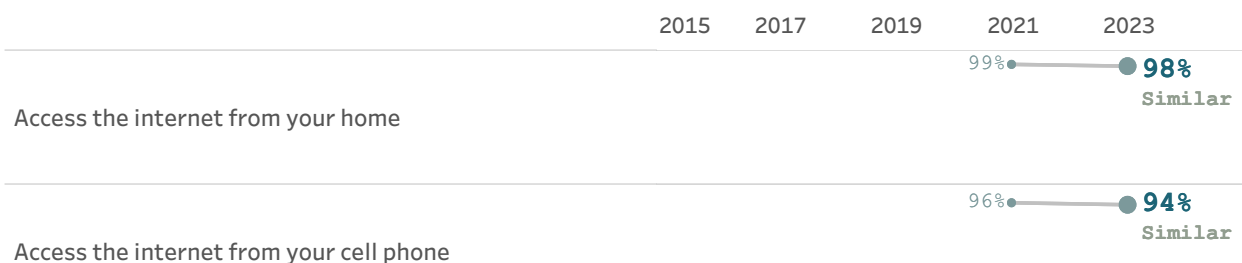 2015 2017 2019 2021 2023
99% 98%
Similar
Access the internet from your home
96% 94%
Similar
Access the internet from your cell phone